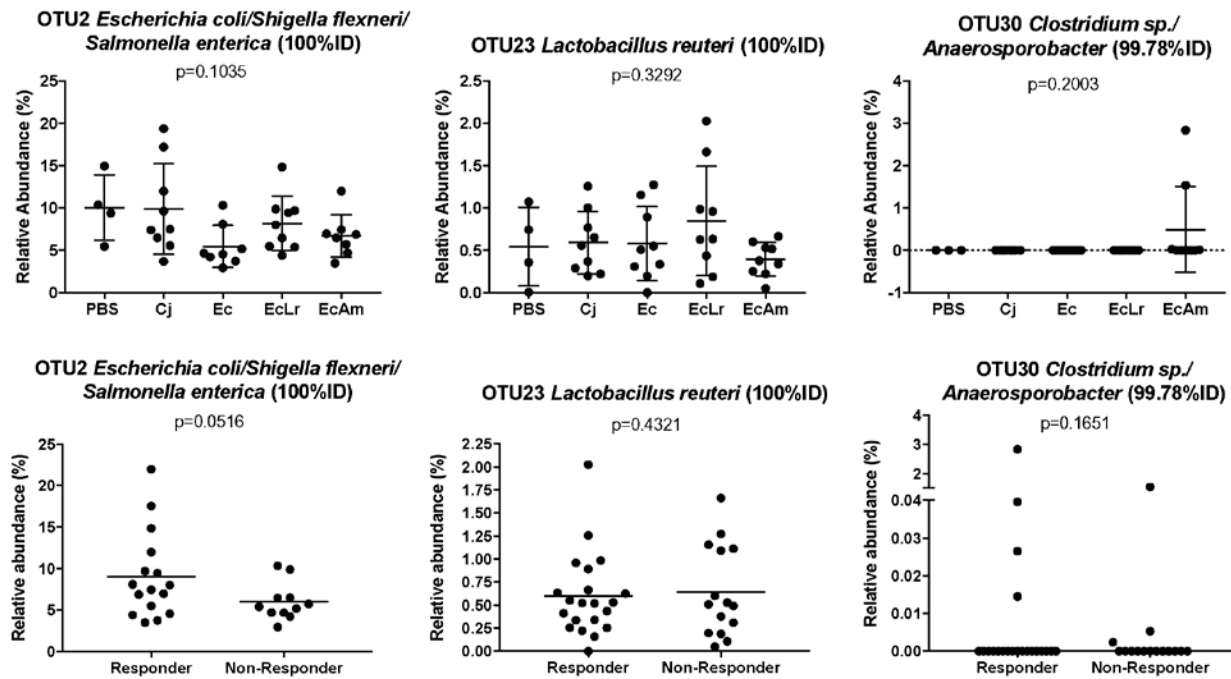 OTU2 Escherichia coli/Shigella flexneri/
Salmonella enterica (100%ID)
p=0.1035
Relative Abundance (%)
25
20
15
10
5
0
PBS Cj Ec EcLr EcAm
OTU23 Lactobacillus reuteri (100%ID)
p=0.3292
Relative Abundance (%)
2.5
2.0
1.5
1.0
0.5
0.0
PBS Cj Ec EcLr EcAm
OTU30 Clostridium sp./
Anaerosporobacter (99.78%ID)
p=0.2003
Relative Abundance (%)
4
3
2
1
0
-1
PBS Cj Ec EcLr EcAm
OTU2 Escherichia coli/Shigella flexneri/
Salmonella enterica (100%ID)
p=0.0516
Relative abundance (%)
25
20
15
10
5
0
Responder Non-Responder
OTU23 Lactobacillus reuteri (100%ID)
p=0.4321
Relative abundance (%)
2.25
2.00
1.75
1.50
1.25
1.00
0.75
0.50
0.25
0.00
Responder Non-Responder
OTU30 Clostridium sp./
Anaerosporobacter (99.78%ID)
p=0.1651
Relative abundance (%)
4
3
2
1
0.04
0.03
0.02
0.01
0.00
Responder Non-Responder